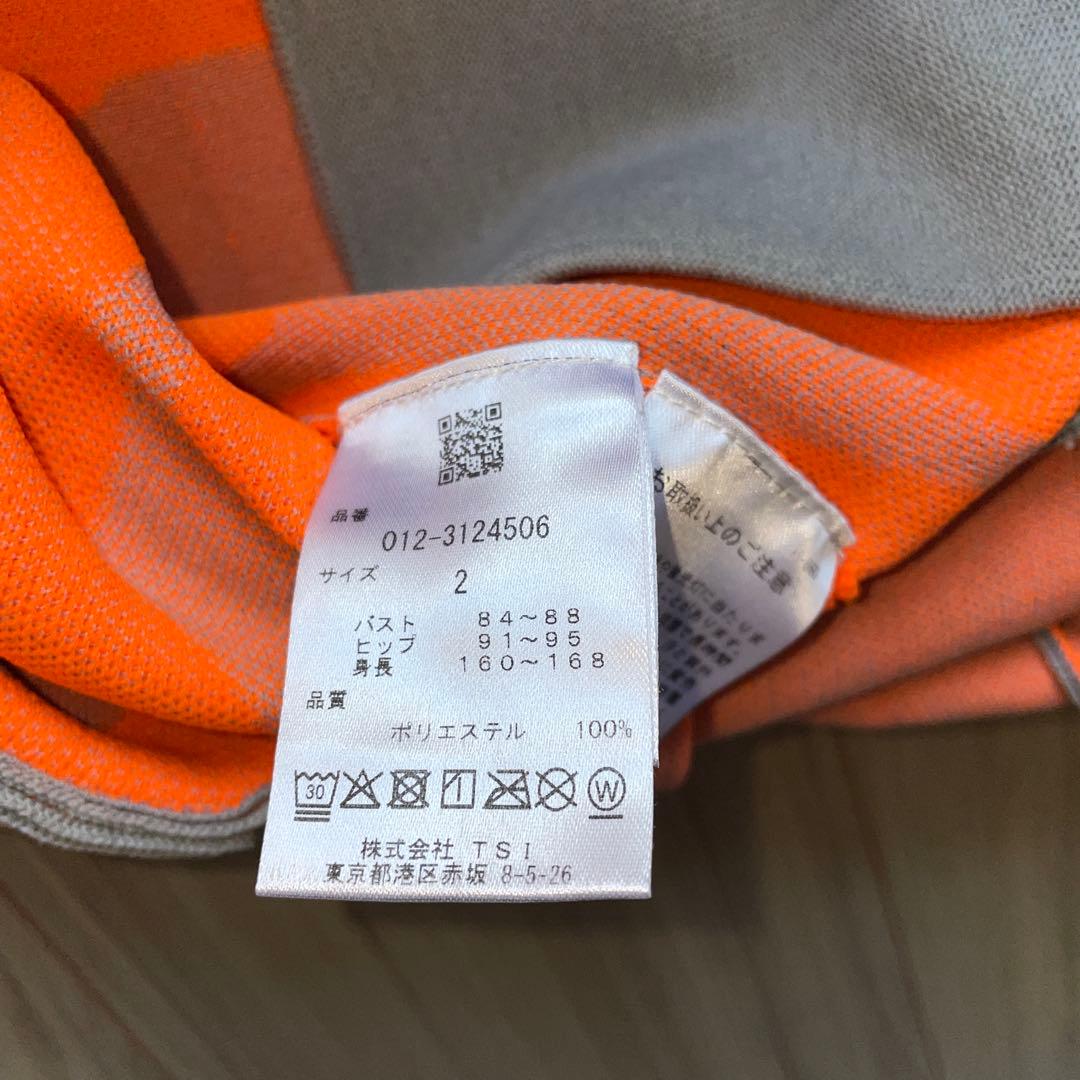 品番
012-3124506
サイズ 2
バスト 84～88
ヒップ 91～95
身長 160～168
品質
ポリエステル 100%
30
W
株式会社 TSI
東京都港区赤坂 8-5-26
お取扱い上のご注意